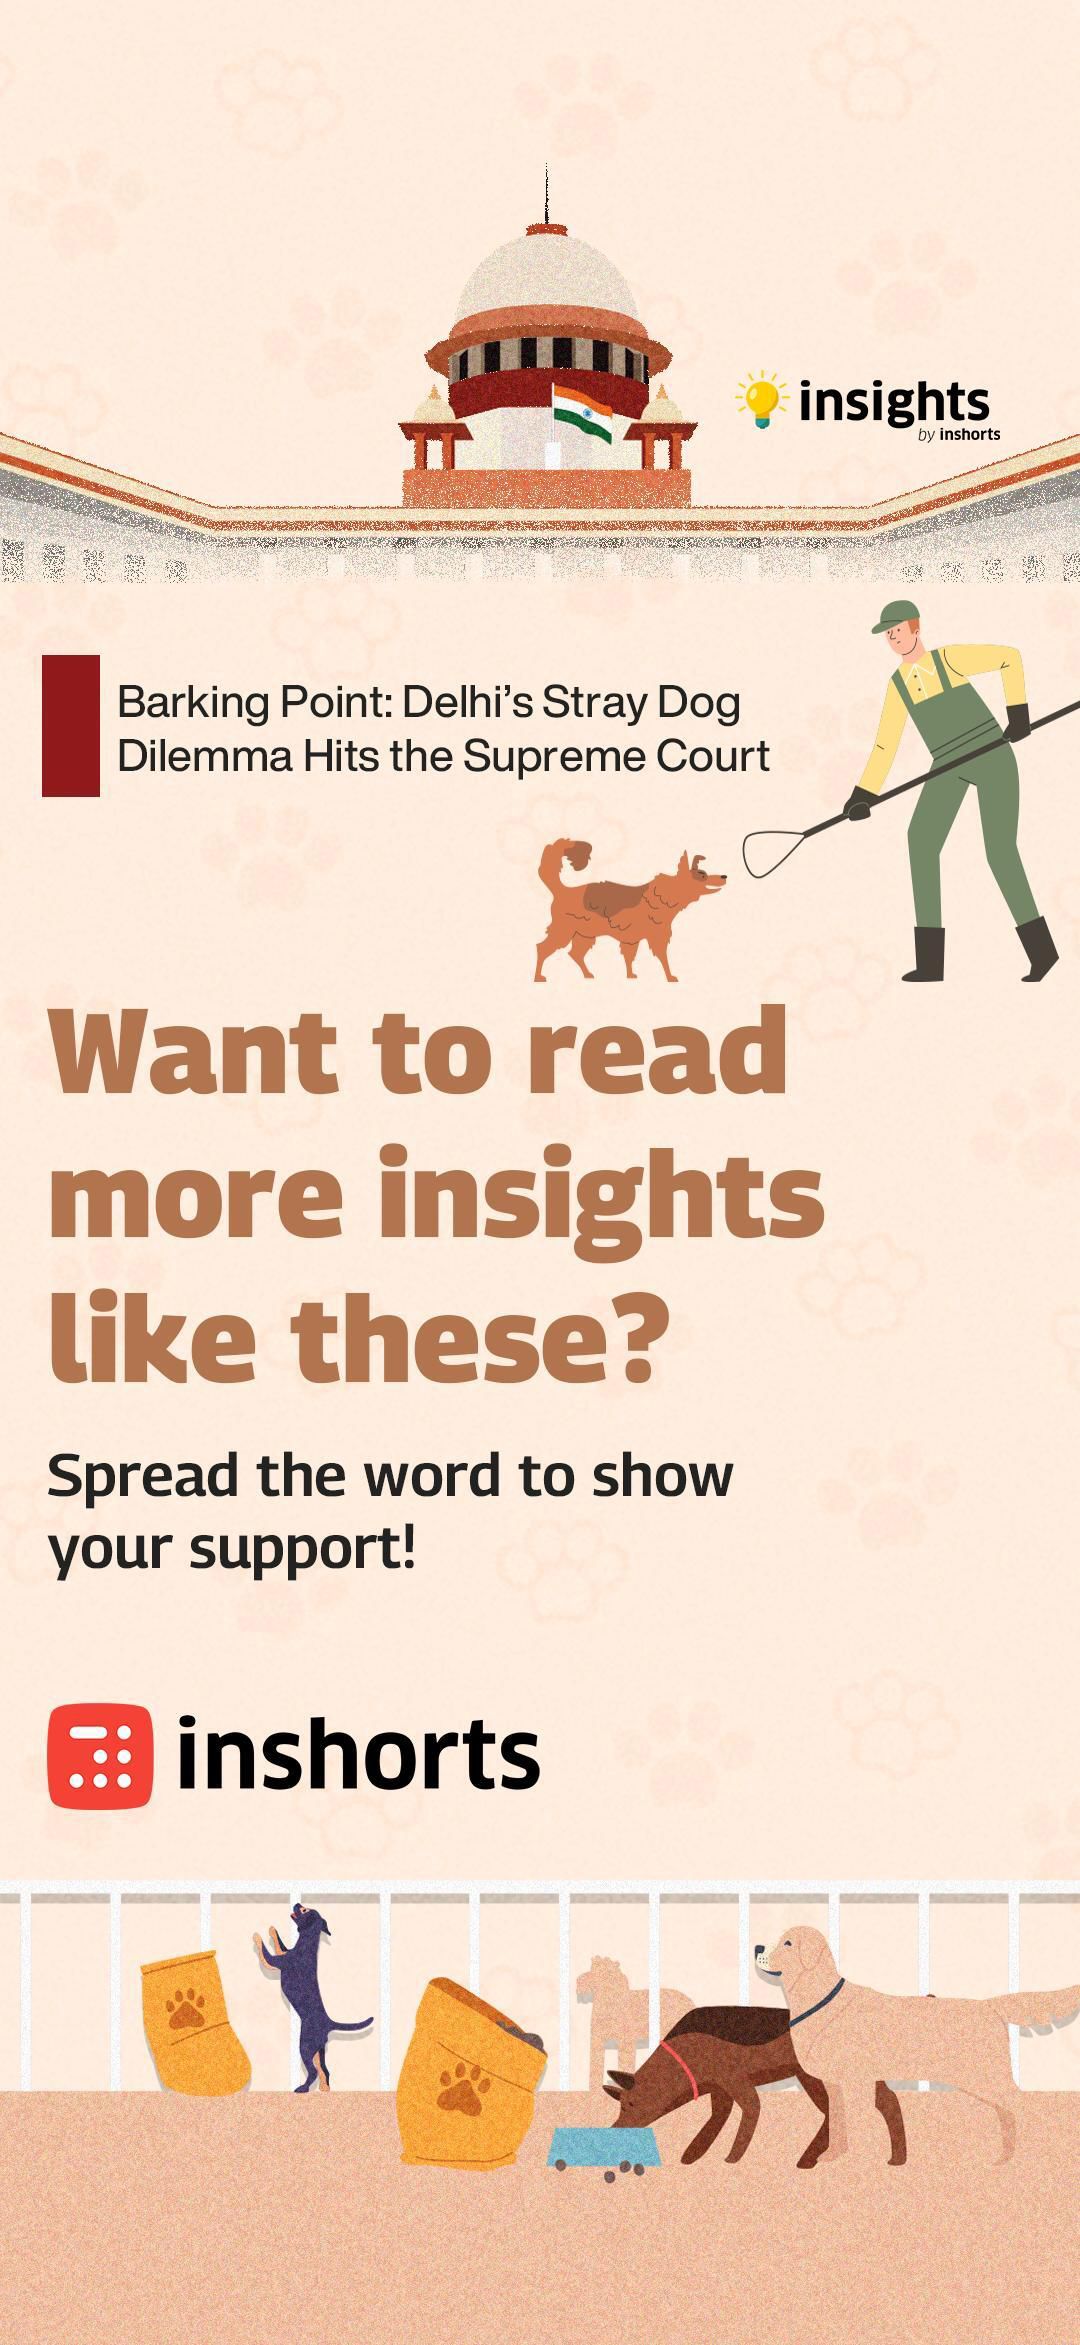 insights
by inshorts
Barking Point: Delhi’s Stray Dog
Dilemma Hits the Supreme Court
Want to read
more insights
like these?
Spread the word to show
your support!
inshorts